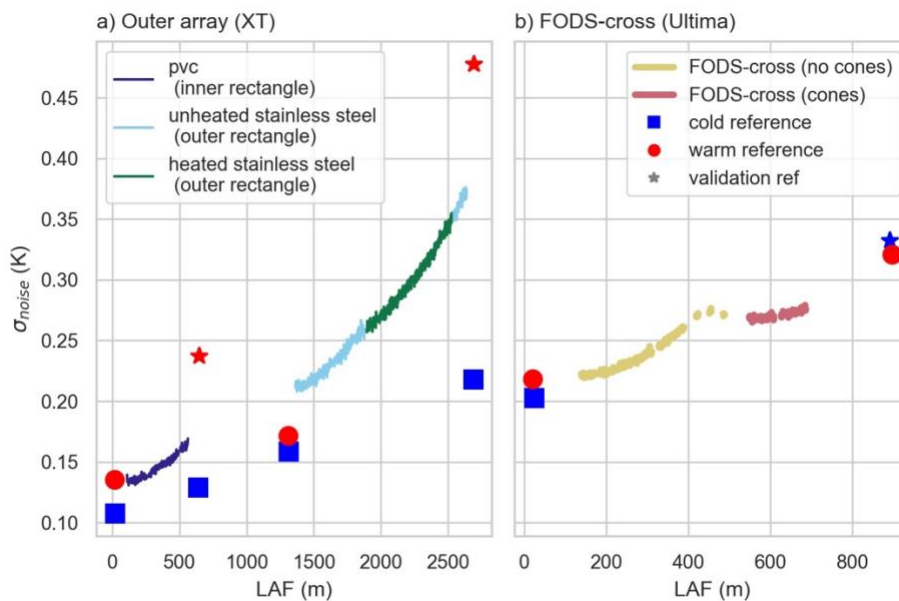 a) Outer array (XT)
b) FODS-cross (Ultima)
pvc
(inner rectangle)
unheated stainless steel
(outer rectangle)
heated stainless steel
(outer rectangle)
FODS-cross (no cones)
FODS-cross (cones)
cold reference
warm reference
validation ref
σnoise (K)
0.45
0.40
0.35
0.30
0.25
0.20
0.15
0.10
0 500 1000 1500 2000 2500
0 200 400 600 800
LAF (m)
LAF (m)